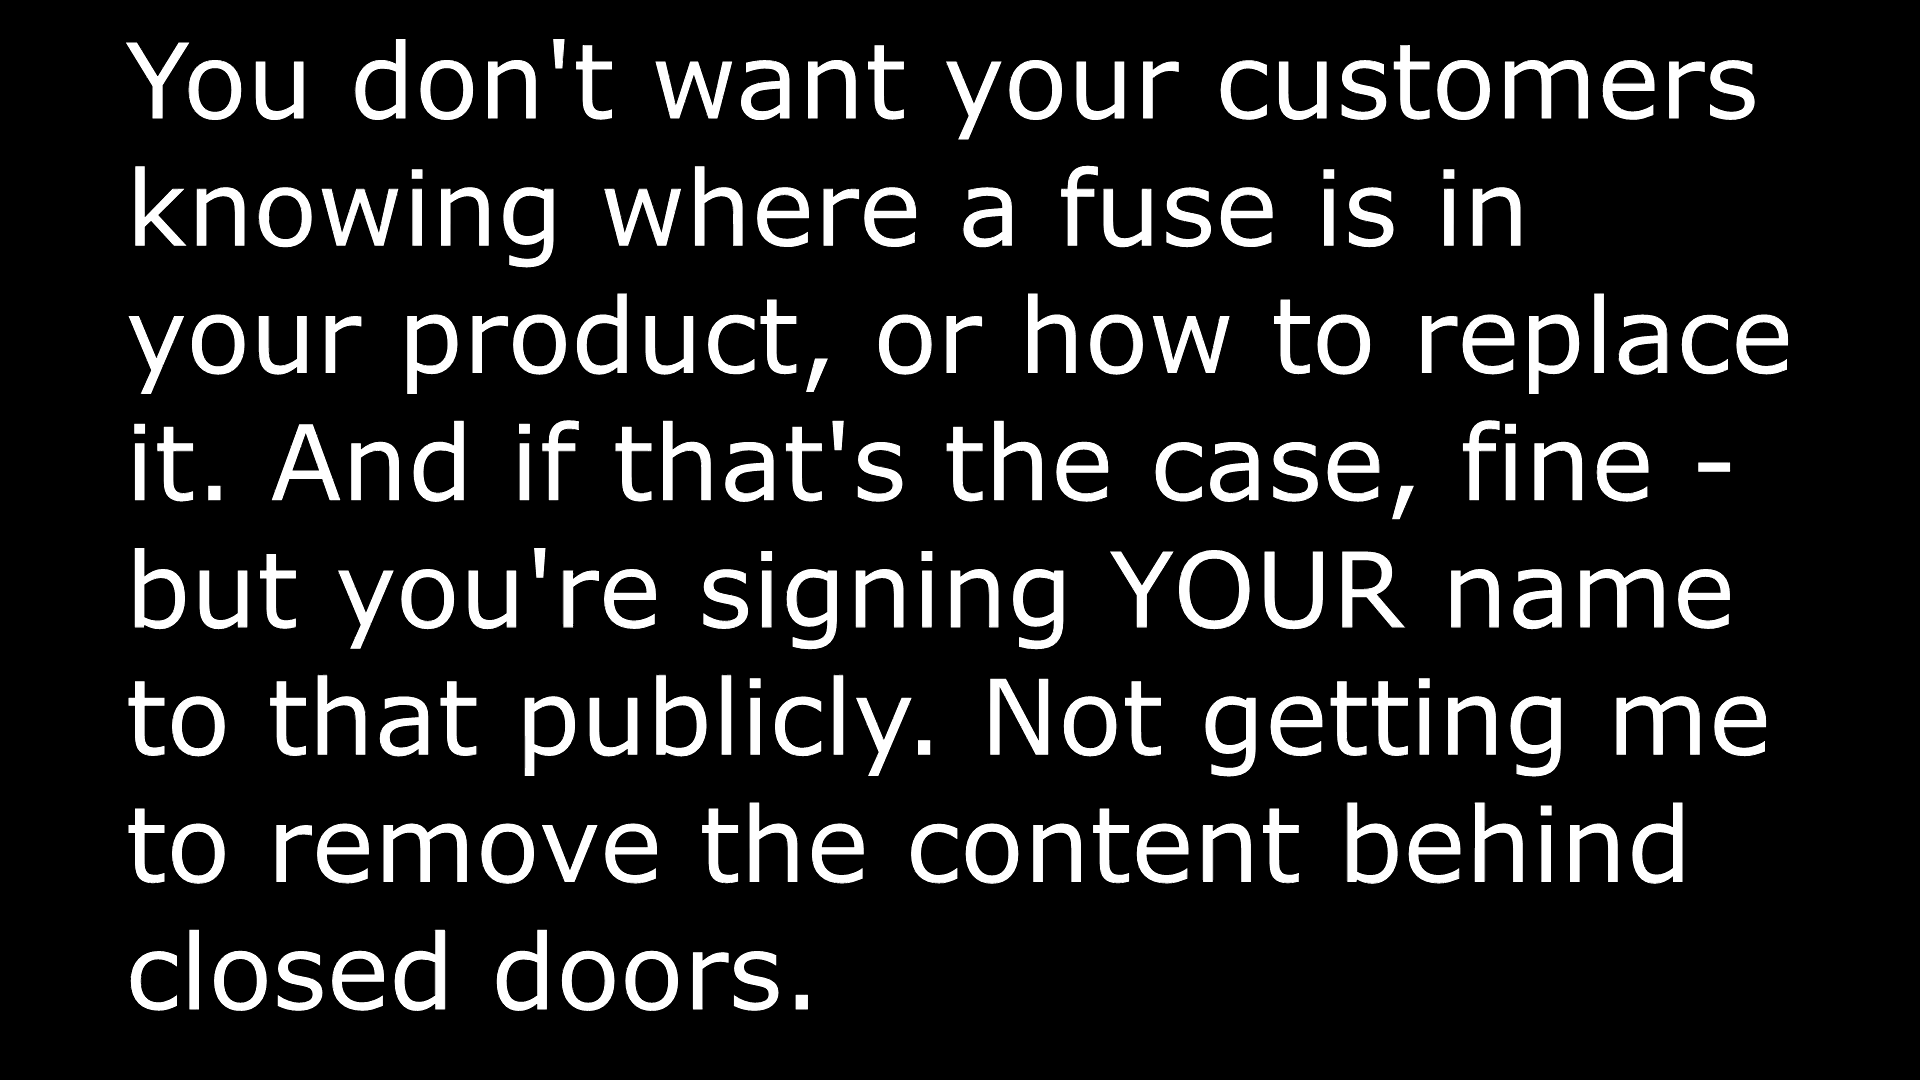 You don't want your customers
knowing where a fuse is in
your product, or how to replace
it. And if that's the case, fine -
but you're signing YOUR name
to that publicly. Not getting me
to remove the content behind
closed doors.